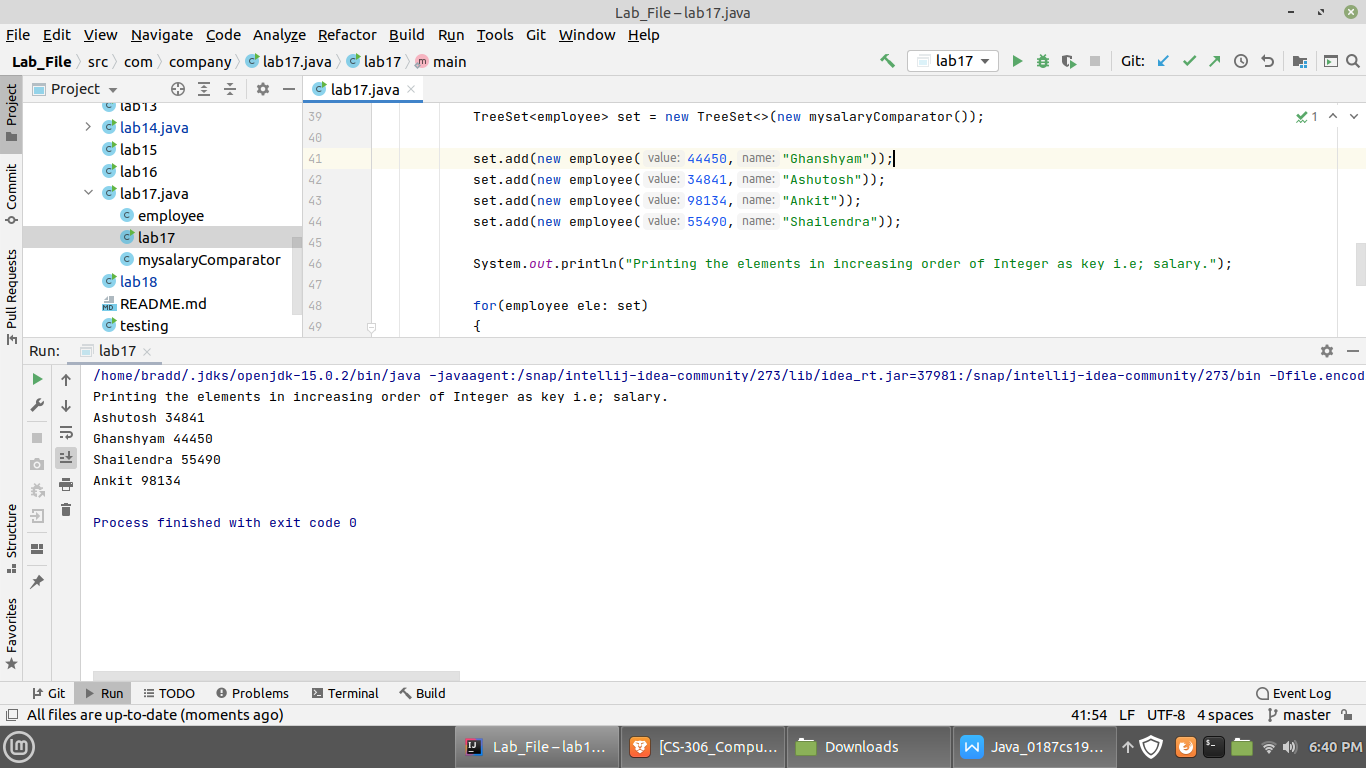 Lab_File – lab17.java
File Edit View Navigate Code Analyze Refactor Build Run Tools Git Window Help
Lab_File src com company lab17.java lab17 main
lab17 Git:
Project
lab17.java
lab13
lab14.java
lab15
lab16
lab17.java
employee
lab17
mysalaryComparator
lab18
README.md
testing
Project
Commit
Pull Requests
39 TreeSet<employee> set = new TreeSet<>(new mysalaryComparator());
1
40
41 set.add(new employee( value: 44450, name: "Ghanshyam"));
42 set.add(new employee( value: 34841, name: "Ashutosh"));
43 set.add(new employee( value: 98134, name: "Ankit"));
44 set.add(new employee( value: 55490, name: "Shailendra"));
45
46 System.out.println("Printing the elements in increasing order of Integer as key i.e; salary.");
47
48 for(employee ele: set)
49 {
Run: lab17
/home/bradd/.jdks/openjdk-15.0.2/bin/java -javaagent:/snap/intellij-idea-community/273/lib/idea_rt.jar=37981:/snap/intellij-idea-community/273/bin -Dfile.encod
Printing the elements in increasing order of Integer as key i.e; salary.
Ashutosh 34841
Ghanshyam 44450
Shailendra 55490
Ankit 98134
Process finished with exit code 0
Structure
Favorites
Git Run TODO Problems Terminal Build Event Log
All files are up-to-date (moments ago) 41:54 LF UTF-8 4 spaces master
Lab_File – lab1... [CS-306_Compu... Downloads Java_0187cs19... 6:40 PM